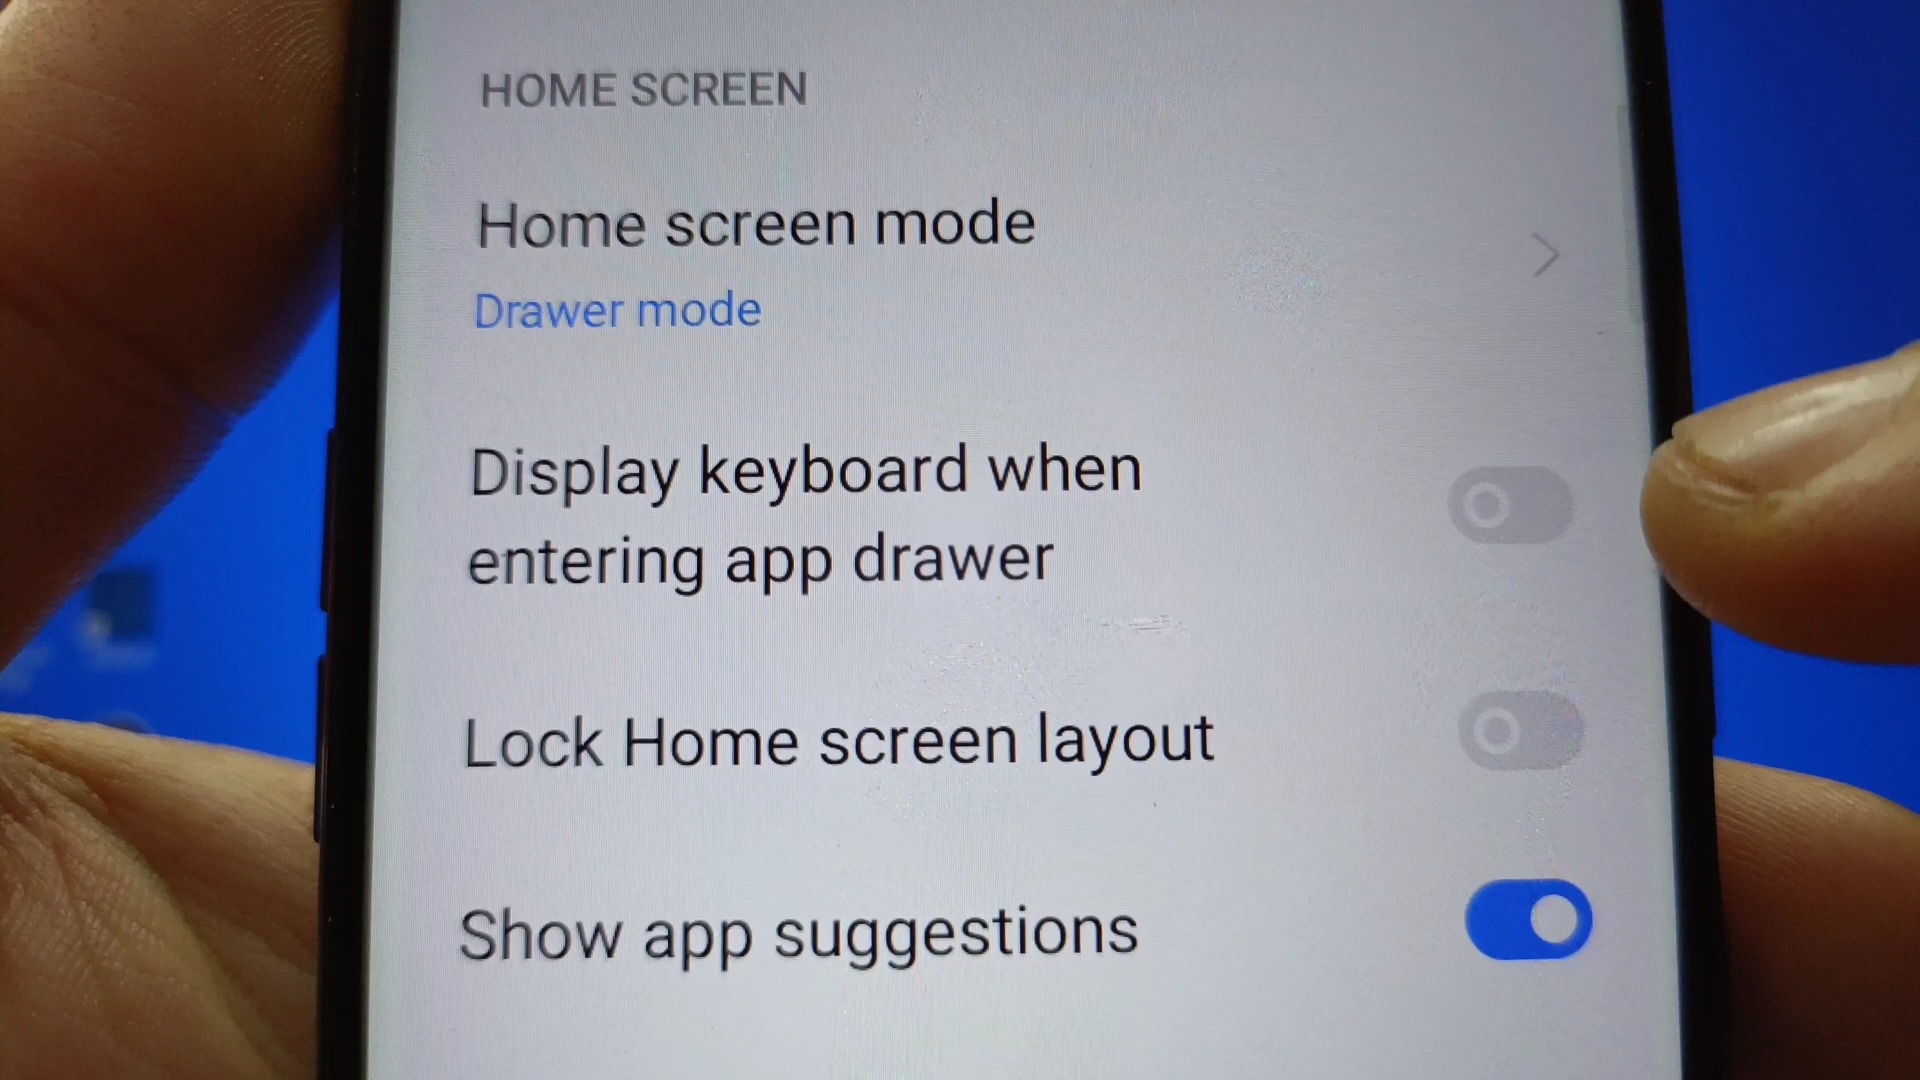 HOME SCREEN
Home screen mode
Drawer mode
Display keyboard when
entering app drawer
Lock Home screen layout
Show app suggestions